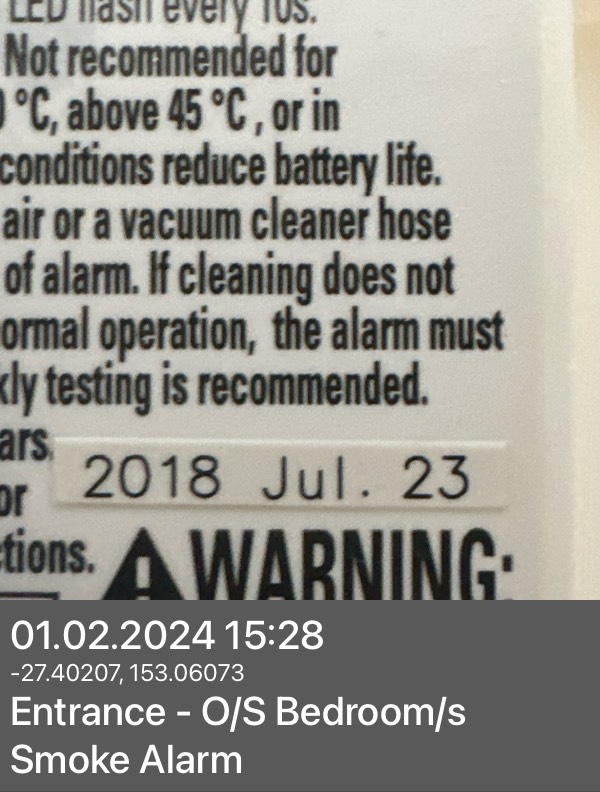 LED flash every 10s.
Not recommended for
0 °C, above 45 °C , or in
conditions reduce battery life.
air or a vacuum cleaner hose
of alarm. If cleaning does not
ormal operation, the alarm must
kly testing is recommended.
ars.
2018 Jul. 23
or
ctions.
WARNING:
01.02.2024 15:28
-27.40207, 153.06073
Entrance - O/S Bedroom/s
Smoke Alarm